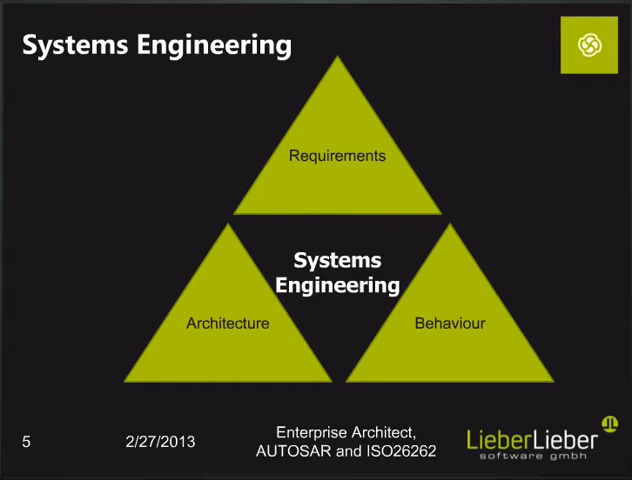 Systems Engineering
Requirements
Systems
Engineering
Architecture
Behaviour
5
2/27/2013
Enterprise Architect,
AUTOSAR and ISO26262
LieberLieber
software gmbh